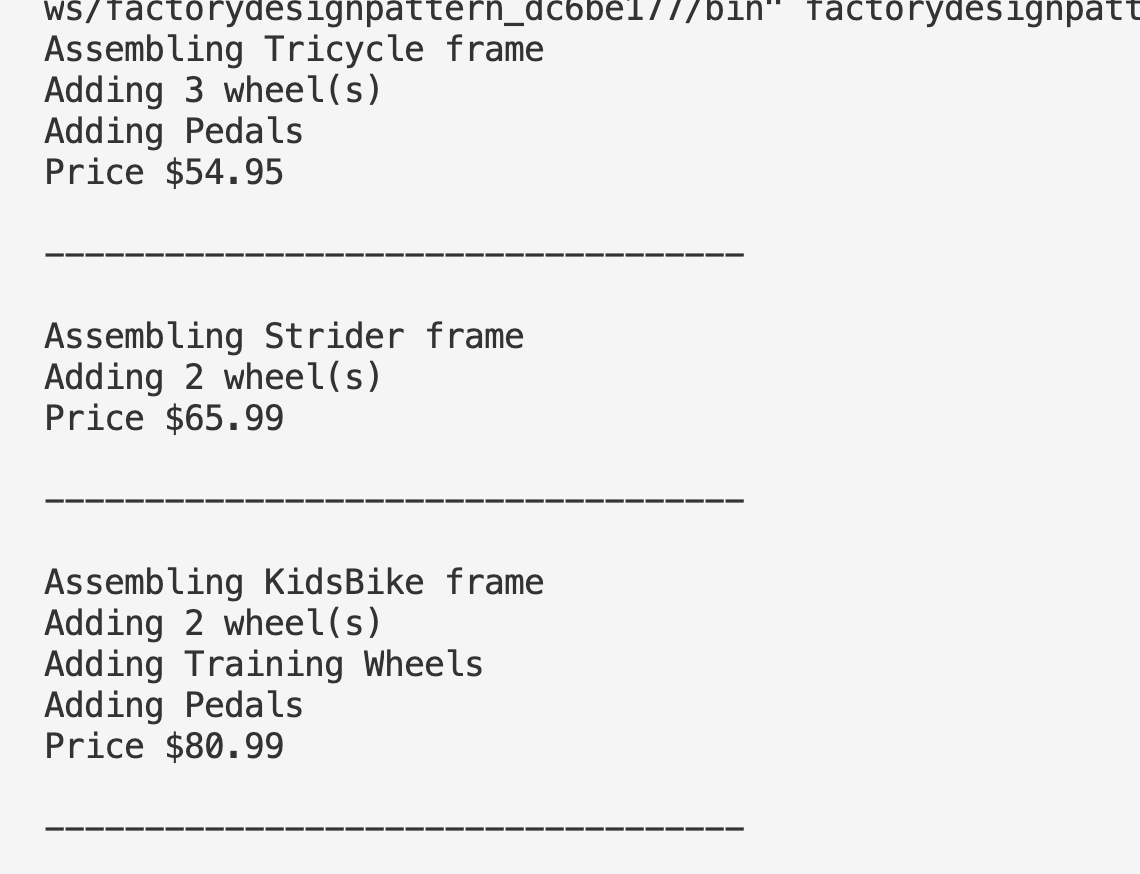 ws/factorydesignpattern_dc6be177/bin" factorydesignpatt
Assembling Tricycle frame
Adding 3 wheel(s)
Adding Pedals
Price $54.95
-----------------------------------
Assembling Strider frame
Adding 2 wheel(s)
Price $65.99
-----------------------------------
Assembling KidsBike frame
Adding 2 wheel(s)
Adding Training Wheels
Adding Pedals
Price $80.99
-----------------------------------